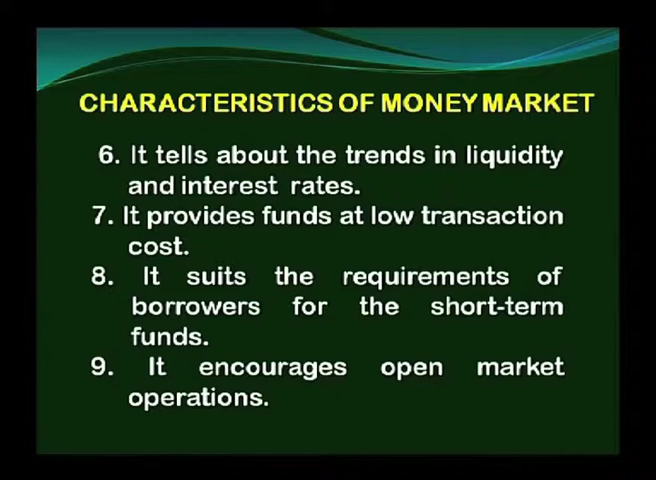 CHARACTERISTICS OF MONEY MARKET
6. It tells about the trends in liquidity
and interest rates.
7. It provides funds at low transaction
cost.
8. It suits the requirements of
borrowers for the short-term
funds.
9. It encourages open market
operations.